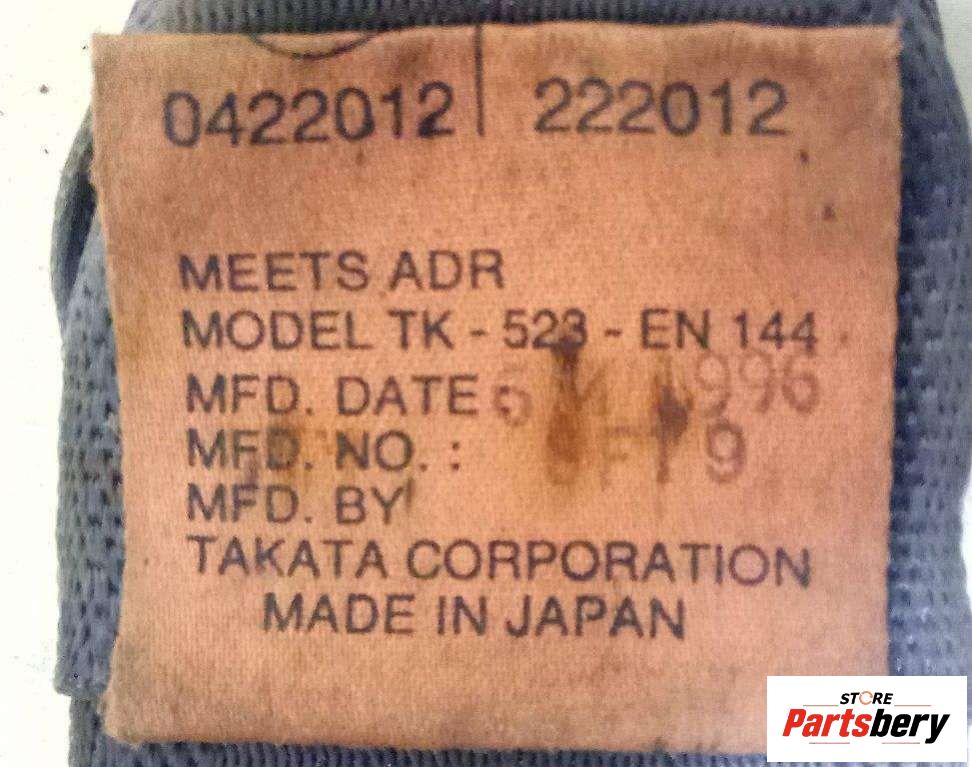 0422012 222012
MEETS ADR
MODEL TK - 523 - EN 144
MFD. DATE 1996
MFD. NO. :
MFD. BY
TAKATA CORPORATION
MADE IN JAPAN
STORE
Partsbery